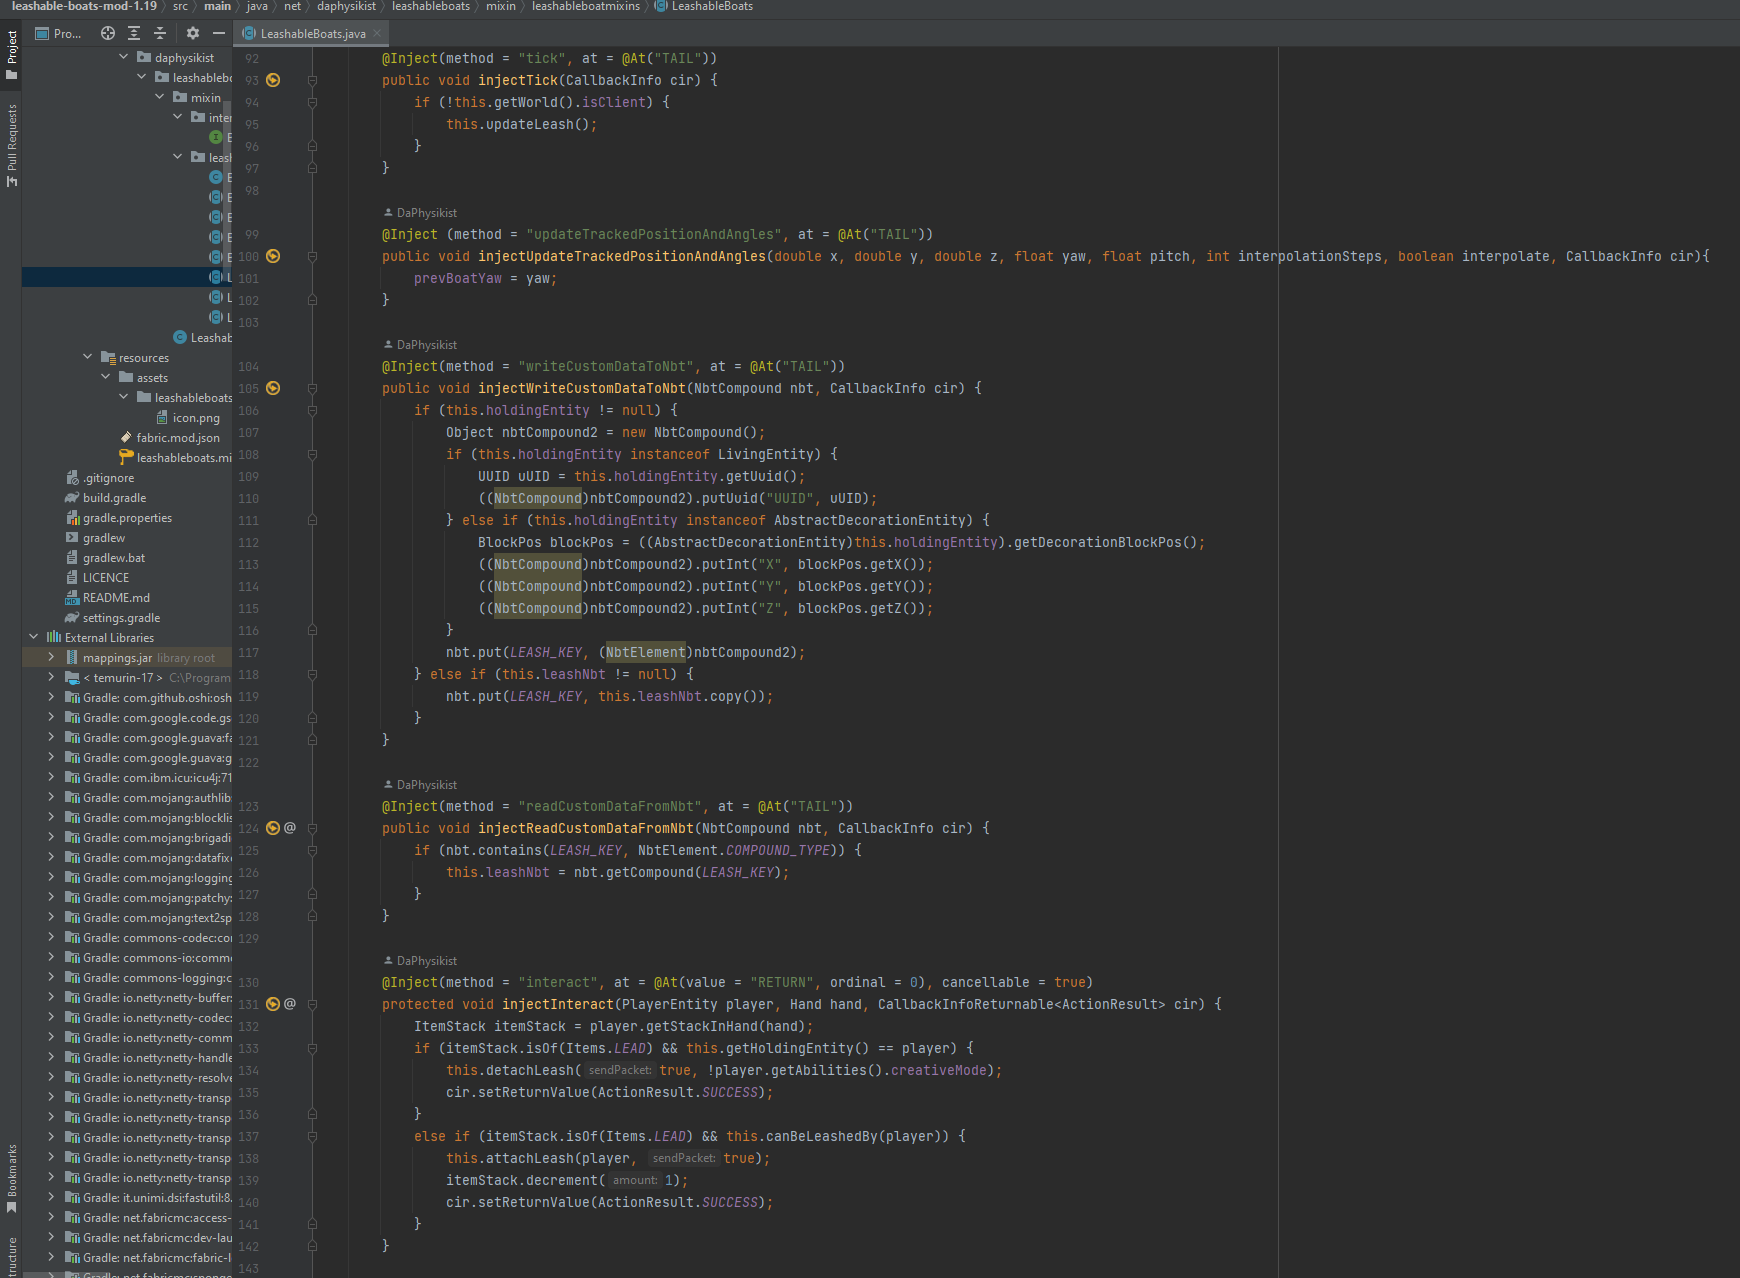 leashable-boats-mod-1.19 〉 src 〉 main 〉 java 〉 net 〉 daphysikist 〉 leashableboats 〉 mixin 〉 leashableboatmixins 〉 LeashableBoats
Project
Pull Requests
Bookmarks
tructure
Pro...
daphysikist
leashablebo
mixin
inter
E
leash
E
E
E
E
E
L
L
L
Leashab
resources
assets
leashableboats
icon.png
fabric.mod.json
leashableboats.mi
.gitignore
build.gradle
gradle.properties
gradlew
gradlew.bat
LICENCE
README.md
settings.gradle
External Libraries
mappings.jar library root
< temurin-17 > C:\Program
Gradle: com.github.oshi:osh
Gradle: com.google.code.gs
Gradle: com.google.guava:fa
Gradle: com.google.guava:g
Gradle: com.ibm.icu:icu4j:71
Gradle: com.mojang:authlib:
Gradle: com.mojang:blocklis
Gradle: com.mojang:brigadi
Gradle: com.mojang:datafixe
Gradle: com.mojang:logging
Gradle: com.mojang:patchy:
Gradle: com.mojang:text2sp
Gradle: commons-codec:cor
Gradle: commons-io:commo
Gradle: commons-logging:c
Gradle: io.netty:netty-buffer:
Gradle: io.netty:netty-codec:
Gradle: io.netty:netty-comm
Gradle: io.netty:netty-handle
Gradle: io.netty:netty-resolve
Gradle: io.netty:netty-transp
Gradle: io.netty:netty-transp
Gradle: io.netty:netty-transp
Gradle: io.netty:netty-transp
Gradle: io.netty:netty-transp
Gradle: it.unimi.dsi:fastutil:8.
Gradle: net.fabricmc:access-
Gradle: net.fabricmc:dev-lau
Gradle: net.fabricmc:fabric-l
Gradle: net.fabricmc:sponge
LeashableBoats.java
92 @Inject(method = "tick", at = @At("TAIL"))
93 public void injectTick(CallbackInfo cir) {
94 if (!this.getWorld().isClient) {
95 this.updateLeash();
96 }
97 }
98
DaPhysikist
99 @Inject (method = "updateTrackedPositionAndAngles", at = @At("TAIL"))
100 public void injectUpdateTrackedPositionAndAngles(double x, double y, double z, float yaw, float pitch, int interpolationSteps, boolean interpolate, CallbackInfo cir){
101 prevBoatYaw = yaw;
102 }
103
DaPhysikist
104 @Inject(method = "writeCustomDataToNbt", at = @At("TAIL"))
105 public void injectWriteCustomDataToNbt(NbtCompound nbt, CallbackInfo cir) {
106 if (this.holdingEntity != null) {
107 Object nbtCompound2 = new NbtCompound();
108 if (this.holdingEntity instanceof LivingEntity) {
109 UUID uUID = this.holdingEntity.getUuid();
110 ((NbtCompound)nbtCompound2).putUuid("UUID", uUID);
111 } else if (this.holdingEntity instanceof AbstractDecorationEntity) {
112 BlockPos blockPos = ((AbstractDecorationEntity)this.holdingEntity).getDecorationBlockPos();
113 ((NbtCompound)nbtCompound2).putInt("X", blockPos.getX());
114 ((NbtCompound)nbtCompound2).putInt("Y", blockPos.getY());
115 ((NbtCompound)nbtCompound2).putInt("Z", blockPos.getZ());
116 }
117 nbt.put(LEASH_KEY, (NbtElement)nbtCompound2);
118 } else if (this.leashNbt != null) {
119 nbt.put(LEASH_KEY, this.leashNbt.copy());
120 }
121 }
122
DaPhysikist
123 @Inject(method = "readCustomDataFromNbt", at = @At("TAIL"))
124 @ public void injectReadCustomDataFromNbt(NbtCompound nbt, CallbackInfo cir) {
125 if (nbt.contains(LEASH_KEY, NbtElement.COMPOUND_TYPE)) {
126 this.leashNbt = nbt.getCompound(LEASH_KEY);
127 }
128 }
129
DaPhysikist
130 @Inject(method = "interact", at = @At(value = "RETURN", ordinal = 0), cancellable = true)
131 @ protected void injectInteract(PlayerEntity player, Hand hand, CallbackInfoReturnable<ActionResult> cir) {
132 ItemStack itemStack = player.getStackInHand(hand);
133 if (itemStack.isOf(Items.LEAD) && this.getHoldingEntity() == player) {
134 this.detachLeash( sendPacket: true, !player.getAbilities().creativeMode);
135 cir.setReturnValue(ActionResult.SUCCESS);
136 }
137 else if (itemStack.isOf(Items.LEAD) && this.canBeLeashedBy(player)) {
138 this.attachLeash(player, sendPacket: true);
139 itemStack.decrement( amount: 1);
140 cir.setReturnValue(ActionResult.SUCCESS);
141 }
142 }
143